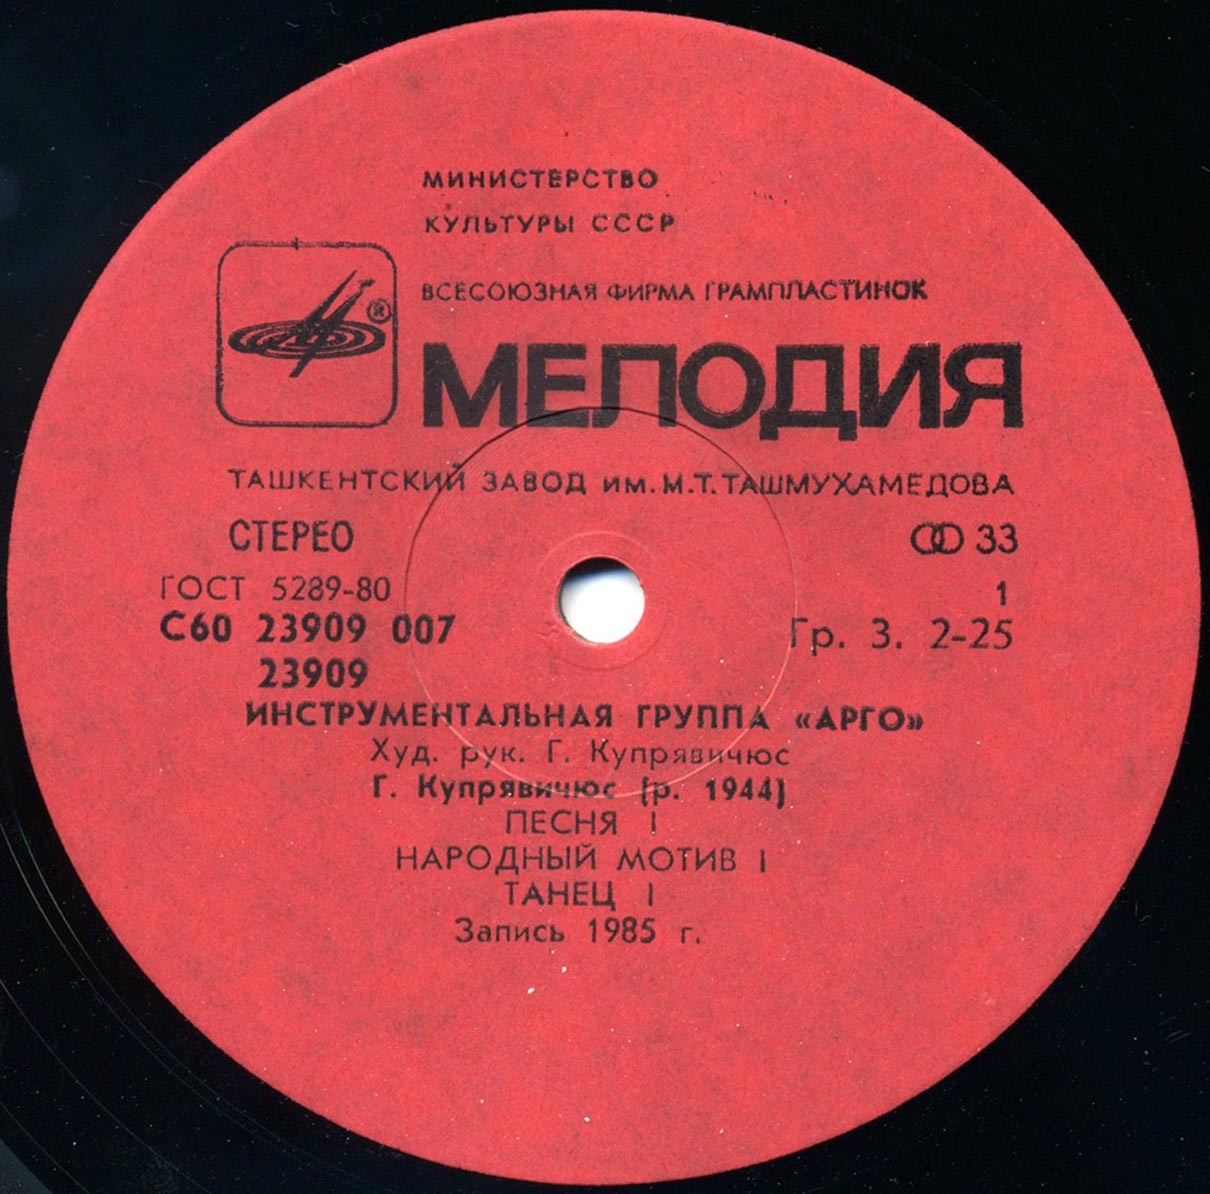 МИНИСТЕРСТВО
КУЛЬТУРЫ СССР
ВСЕСОЮЗНАЯ ФИРМА ГРАМПЛАСТИНОК
®
МЕЛОДИЯ
ТАШКЕНТСКИЙ ЗАВОД им. М.Т. ТАШМУХАМЕДОВА
СТЕРЕО 33
ГОСТ 5289-80 1
С60 23909 007 Гр. 3. 2-25
23909
ИНСТРУМЕНТАЛЬНАЯ ГРУППА «АРГО»
Худ. рук. Г. Купрявичюс
Г. Купрявичюс (р. 1944)
ПЕСНЯ I
НАРОДНЫЙ МОТИВ I
ТАНЕЦ I
Запись 1985 г.